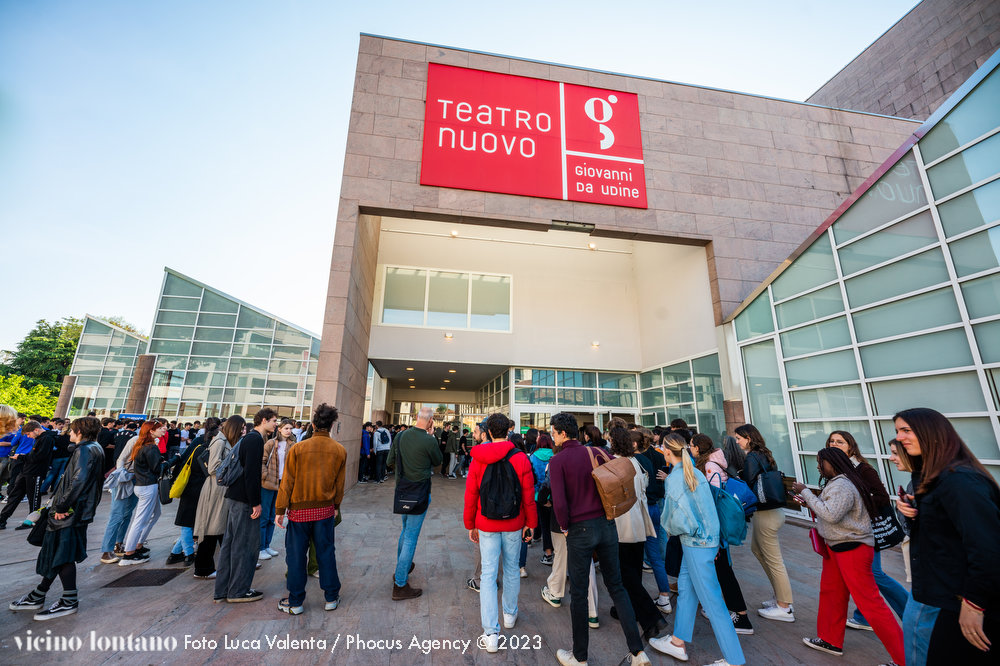 TEATRO
NUOVO
g
GIOVANNI
DA UDINE
vicino lontano Foto Luca Valenta / Phocus Agency © 2023